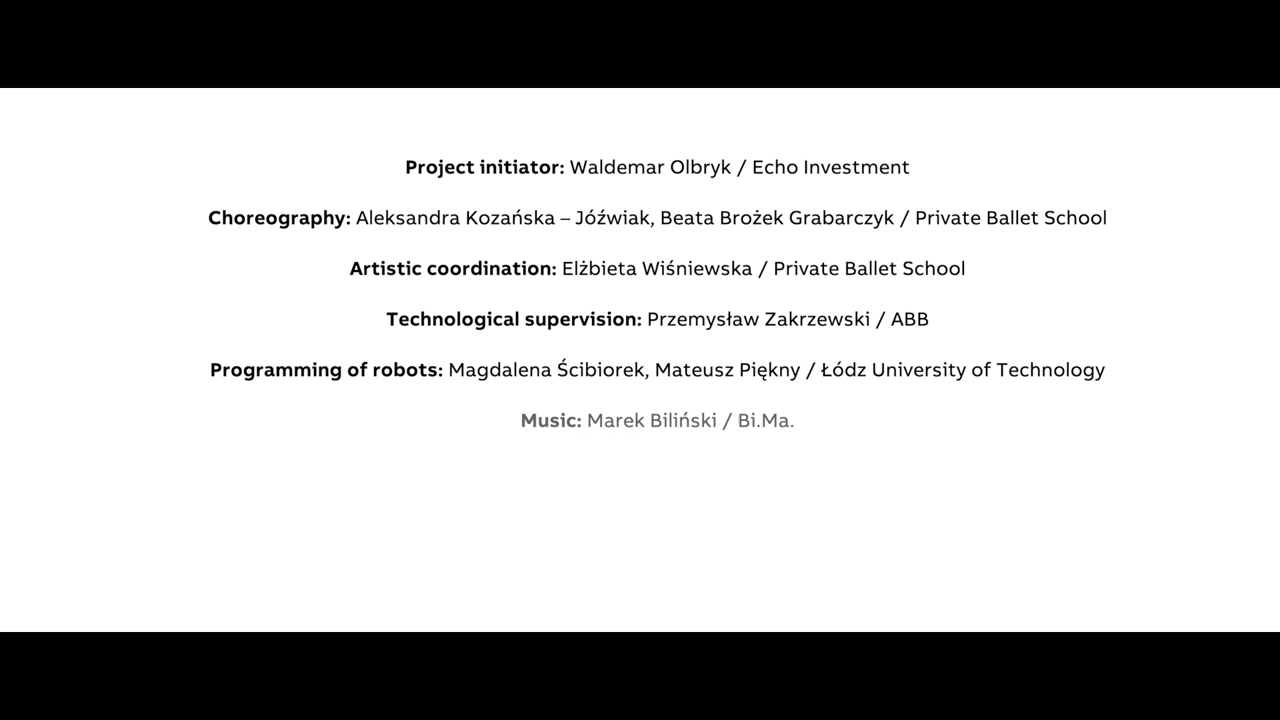 Project initiator: Waldemar Olbryk / Echo Investment
Choreography: Aleksandra Kozańska – Jóźwiak, Beata Brożek Grabarczyk / Private Ballet School
Artistic coordination: Elżbieta Wiśniewska / Private Ballet School
Technological supervision: Przemysław Zakrzewski / ABB
Programming of robots: Magdalena Ścibiorek, Mateusz Piękny / Łódz University of Technology
Music: Marek Biliński / Bi.Ma.